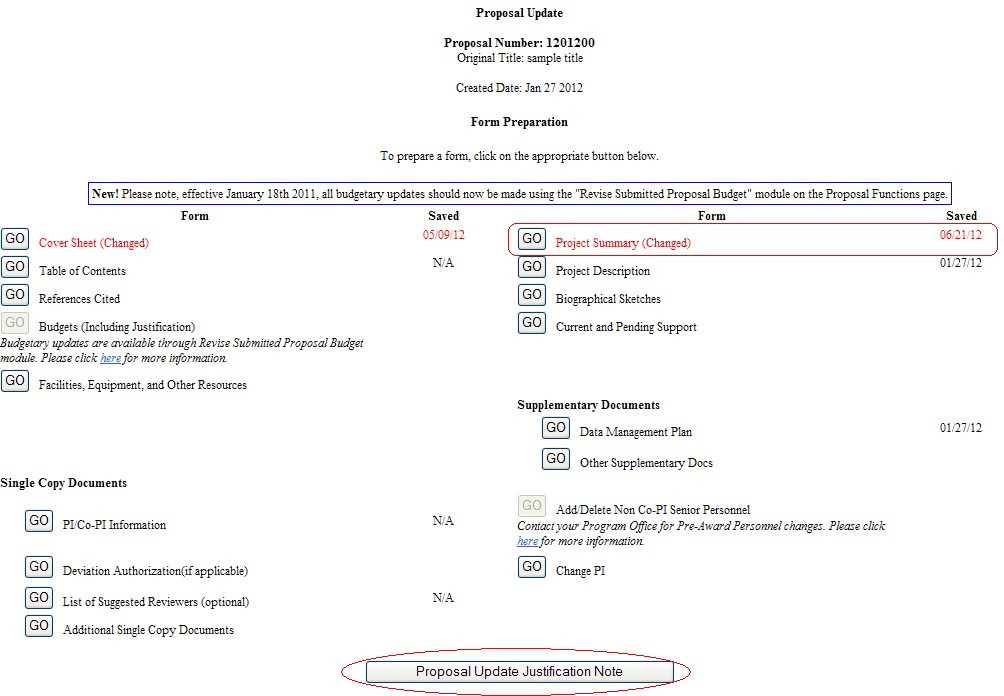 Proposal Update
Proposal Number: 1201200
Original Title: sample title
Created Date: Jan 27 2012
Form Preparation
To prepare a form, click on the appropriate button below.
New! Please note, effective January 18th 2011, all budgetary updates should now be made using the "Revise Submitted Proposal Budget" module on the Proposal Functions page.
Form Saved
GO Cover Sheet (Changed) 05/09/12
GO Table of Contents N/A
GO References Cited
GO Budgets (Including Justification)
Budgetary updates are available through Revise Submitted Proposal Budget
module. Please click here for more information.
GO Facilities, Equipment, and Other Resources
Single Copy Documents
GO PI/Co-PI Information N/A
GO Deviation Authorization(if applicable)
GO List of Suggested Reviewers (optional) N/A
GO Additional Single Copy Documents
Form Saved
GO Project Summary (Changed) 06/21/12
GO Project Description 01/27/12
GO Biographical Sketches
GO Current and Pending Support
Supplementary Documents
GO Data Management Plan 01/27/12
GO Other Supplementary Docs
GO Add/Delete Non Co-PI Senior Personnel
Contact your Program Office for Pre-Award Personnel changes. Please click
here for more information.
GO Change PI
Proposal Update Justification Note